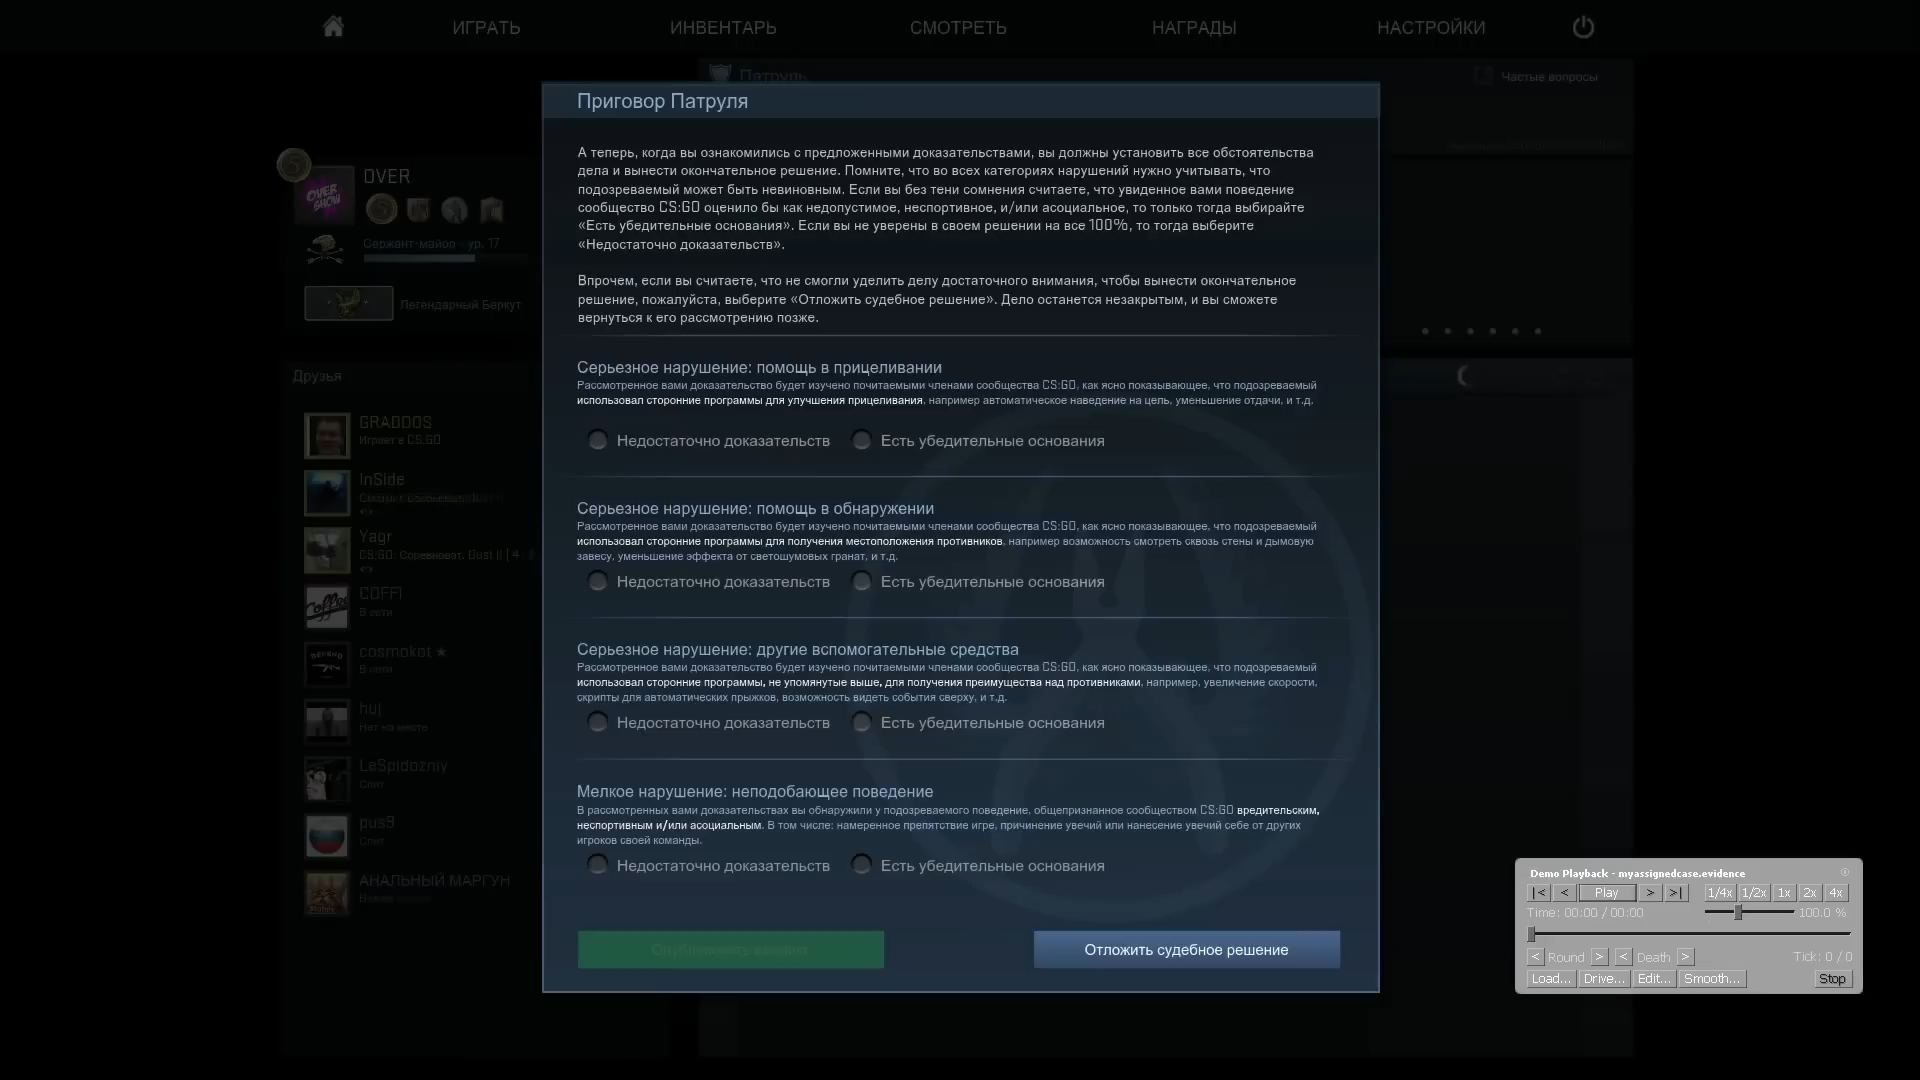 ИГРАТЬ
ИНВЕНТАРЬ
СМОТРЕТЬ
НАГРАДЫ
НАСТРОЙКИ
Патруль
Частые вопросы
Приговор Патруля
А теперь, когда вы ознакомились с предложенными доказательствами, вы должны установить все обстоятельства
дела и вынести окончательное решение. Помните, что во всех категориях нарушений нужно учитывать, что
подозреваемый может быть невиновным. Если вы без тени сомнения считаете, что увиденное вами поведение
сообщество CS:GO оценило бы как недопустимое, неспортивное, и/или асоциальное, то только тогда выбирайте
«Есть убедительные основания». Если вы не уверены в своем решении на все 100%, то тогда выберите
«Недостаточно доказательств».
Впрочем, если вы считаете, что не смогли уделить делу достаточного внимания, чтобы вынести окончательное
решение, пожалуйста, выберите «Отложить судебное решение». Дело останется незакрытым, и вы сможете
вернуться к его рассмотрению позже.
Серьезное нарушение: помощь в прицеливании
Рассмотренное вами доказательство будет изучено почитаемыми членами сообщества CS:GO, как ясно показывающее, что подозреваемый
использовал сторонние программы для улучшения прицеливания, например автоматическое наведение на цель, уменьшение отдачи, и т.д.
Недостаточно доказательств
Есть убедительные основания
Серьезное нарушение: помощь в обнаружении
Рассмотренное вами доказательство будет изучено почитаемыми членами сообщества CS:GO, как ясно показывающее, что подозреваемый
использовал сторонние программы для получения местоположения противников, например возможность смотреть сквозь стены и дымовую
завесу, уменьшение эффекта от светошумовых гранат, и т.д.
Недостаточно доказательств
Есть убедительные основания
Серьезное нарушение: другие вспомогательные средства
Рассмотренное вами доказательство будет изучено почитаемыми членами сообщества CS:GO, как ясно показывающее, что подозреваемый
использовал сторонние программы, не упомянутые выше, для получения преимущества над противниками, например, увеличение скорости,
скрипты для автоматических прыжков, возможность видеть события сверху, и т.д.
Недостаточно доказательств
Есть убедительные основания
Мелкое нарушение: неподобающее поведение
В рассмотренных вами доказательствах вы обнаружили у подозреваемого поведение, общепризнанное сообществом CS:GO вредительским,
неспортивным и/или асоциальным. В том числе: намеренное препятствие игре, причинение увечий или нанесение увечий себе от других
игроков своей команды.
Недостаточно доказательств
Есть убедительные основания
Отложить судебное решение
OVER
OVER SHOW
Сержант-майор - ур. 17
Легендарный Беркут
Друзья
GRADDOS
Играет в CS:GO
InSide
Yagr
CS:GO: Соревноват. Dust II [ 4 :
COFFI
В сети
cosmokot ★
В сети
huj
Нет на месте
LeSpidozniy
Спит
pus9
Спит
АНАЛЬНЫЙ МАРГУН
Demo Playback - myassignedcase.evidence
|< < Play > >| 1/4x 1/2x 1x 2x 4x
Time: 00:00 / 00:00
100.0 %
< Round > < Death >
Tick: 0 / 0
Load... Drive... Edit... Smooth... Stop